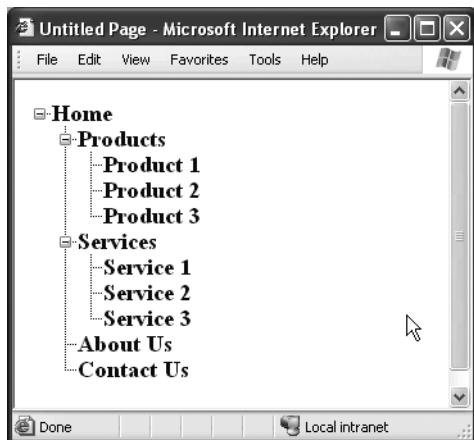 Untitled Page - Microsoft Internet Explorer
File Edit View Favorites Tools Help
Home
Products
Product 1
Product 2
Product 3
Services
Service 1
Service 2
Service 3
About Us
Contact Us
Done Local intranet